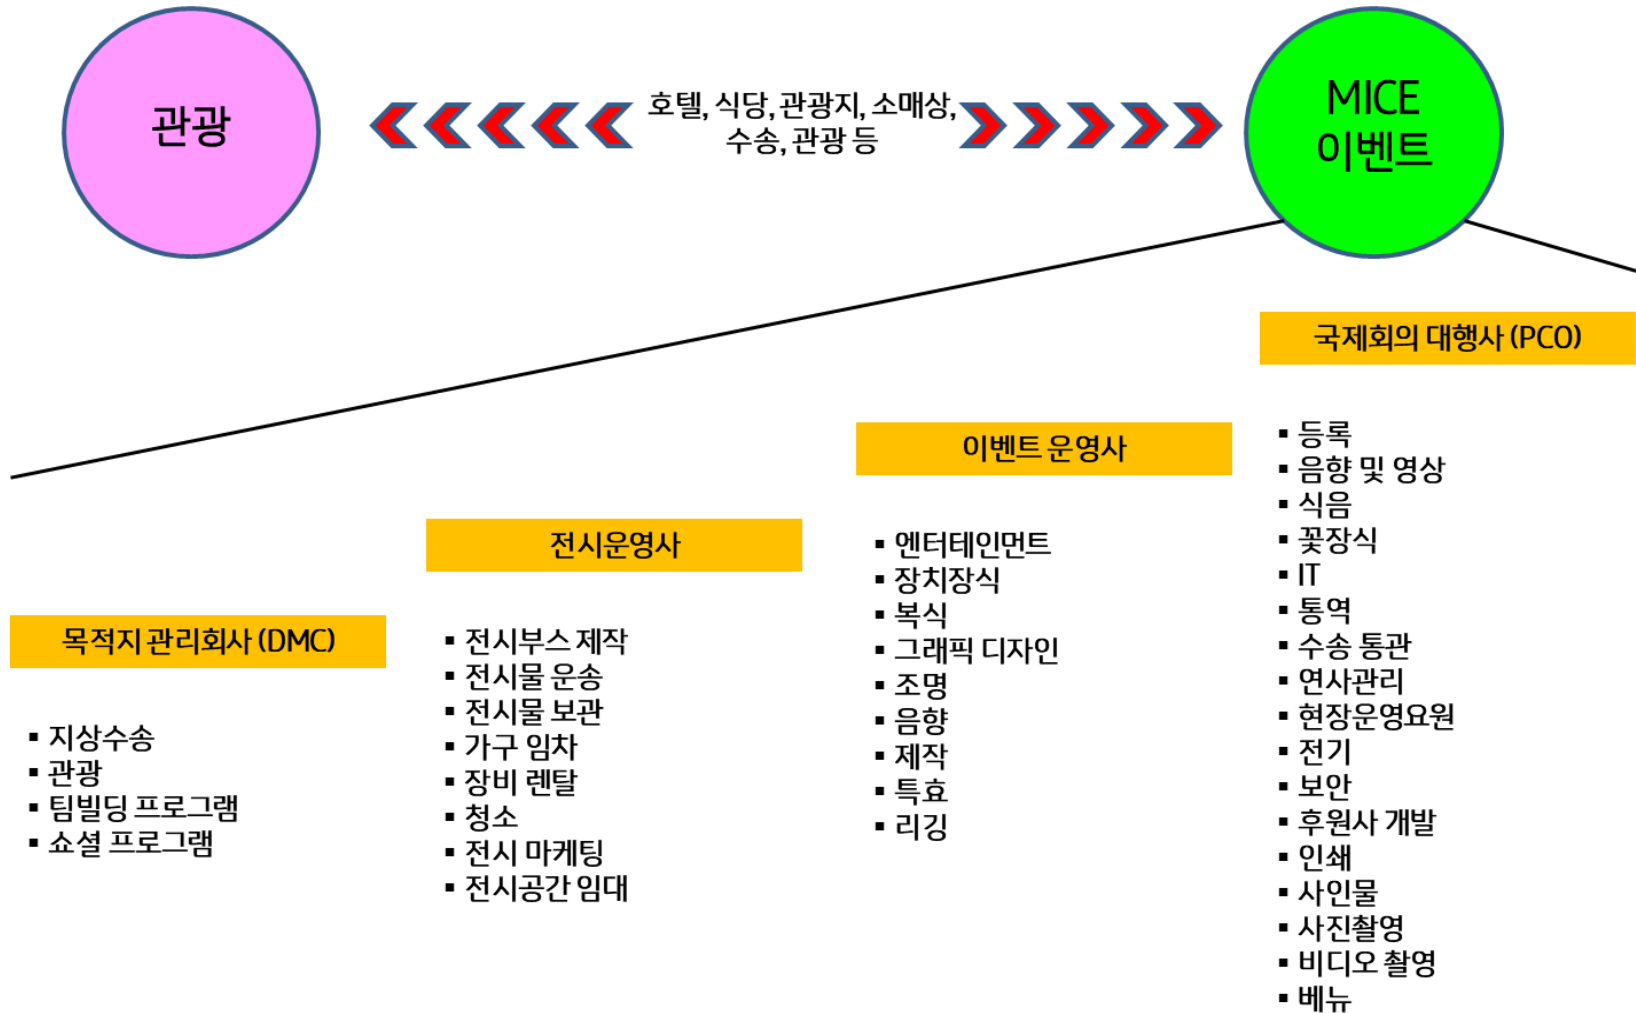 관광
호텔, 식당, 관광지, 소매상,
수송, 관광 등
MICE
이벤트
국제회의 대행사 (PCO)
▪ 등록
▪ 음향 및 영상
▪ 식음
▪ 꽃장식
▪ IT
▪ 통역
▪ 수송 통관
▪ 연사관리
▪ 현장운영요원
▪ 전기
▪ 보안
▪ 후원사 개발
▪ 인쇄
▪ 사인물
▪ 사진촬영
▪ 비디오 촬영
▪ 베뉴
이벤트 운영사
▪ 엔터테인먼트
▪ 장치장식
▪ 복식
▪ 그래픽 디자인
▪ 조명
▪ 음향
▪ 제작
▪ 특효
▪ 리깅
전시운영사
▪ 전시부스 제작
▪ 전시물 운송
▪ 전시물 보관
▪ 가구 임차
▪ 장비 렌탈
▪ 청소
▪ 전시 마케팅
▪ 전시공간 임대
목적지 관리회사 (DMC)
▪ 지상수송
▪ 관광
▪ 팀빌딩 프로그램
▪ 쇼셜 프로그램